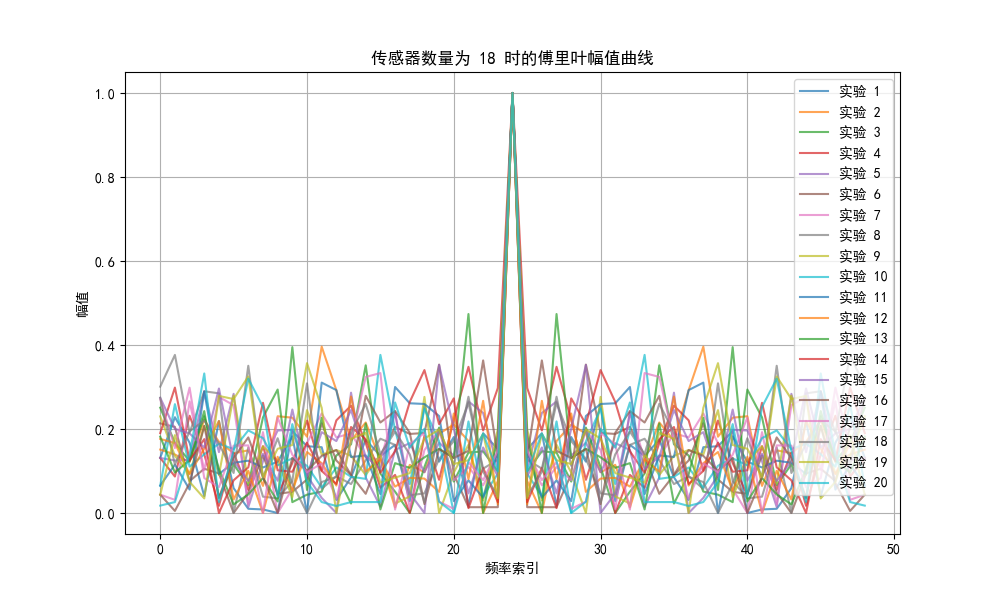 传感器数量为 18 时的傅里叶幅值曲线
幅值
1.0
0.8
0.6
0.4
0.2
0.0
0
10
20
30
40
50
频率索引
实验 1
实验 2
实验 3
实验 4
实验 5
实验 6
实验 7
实验 8
实验 9
实验 10
实验 11
实验 12
实验 13
实验 14
实验 15
实验 16
实验 17
实验 18
实验 19
实验 20